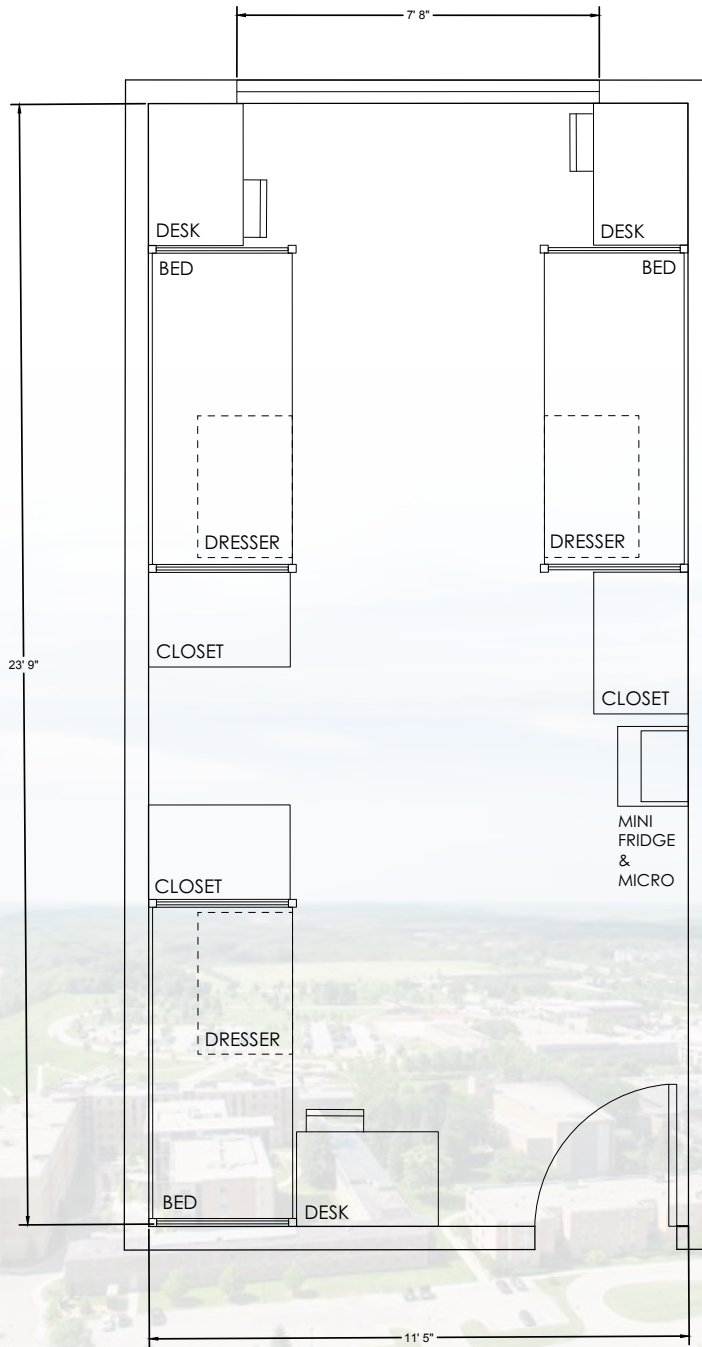 7' 8"
DESK
DESK
BED
BED
DRESSER
DRESSER
CLOSET
23' 9"
CLOSET
MINI
FRIDGE
&
MICRO
CLOSET
DRESSER
BED
DESK
11' 5"